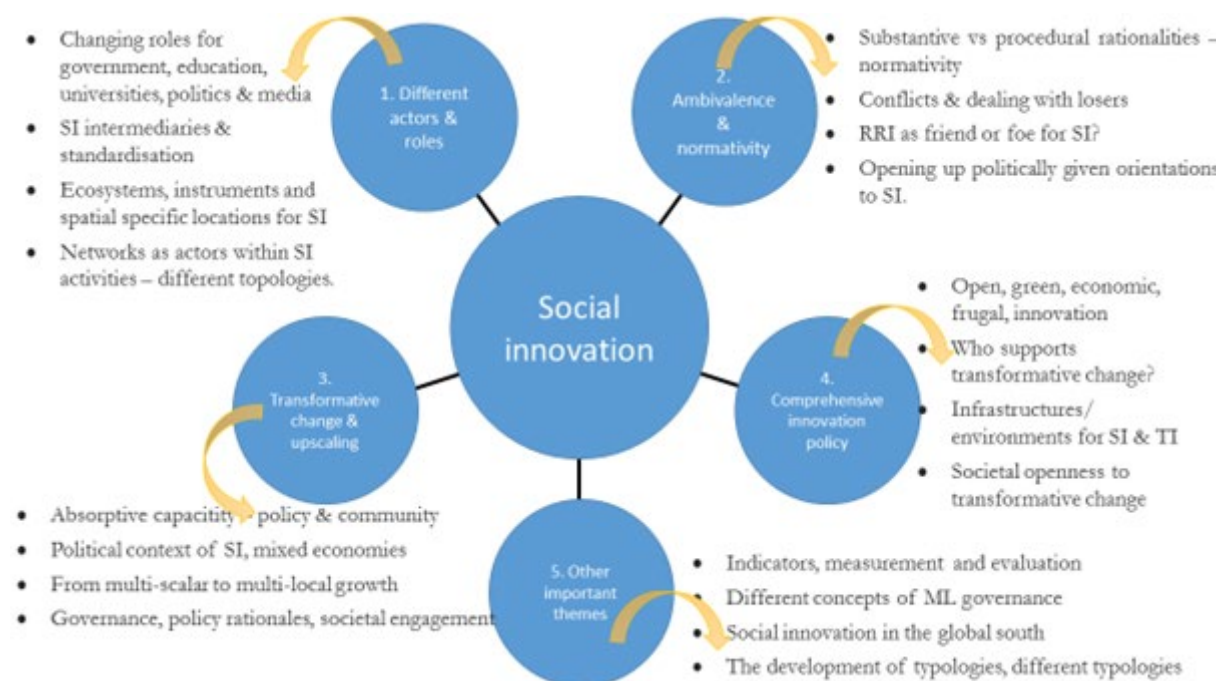 • Changing roles for
government, education,
universities, politics & media
• SI intermediaries &
standardisation
• Ecosystems, instruments and
spatial specific locations for SI
• Networks as actors within SI
activities – different topologies.
1. Different
actors &
roles
2.
Ambivalence
&
normativity
• Substantive vs procedural rationalities –
normativity
• Conflicts & dealing with losers
• RRI as friend or foe for SI?
• Opening up politically given orientations
to SI.
Social
innovation
3.
Transformative
change &
upscaling
• Absorptive capacitity – policy & community
• Political context of SI, mixed economies
• From multi-scalar to multi-local growth
• Governance, policy rationales, societal engagement
4.
Comprehensive
innovation
policy
• Open, green, economic,
frugal, innovation
• Who supports
transformative change?
• Infrastructures/
environments for SI & TI
• Societal openness to
transformative change
5. Other
important
themes
• Indicators, measurement and evaluation
• Different concepts of ML governance
• Social innovation in the global south
• The development of typologies, different typologies